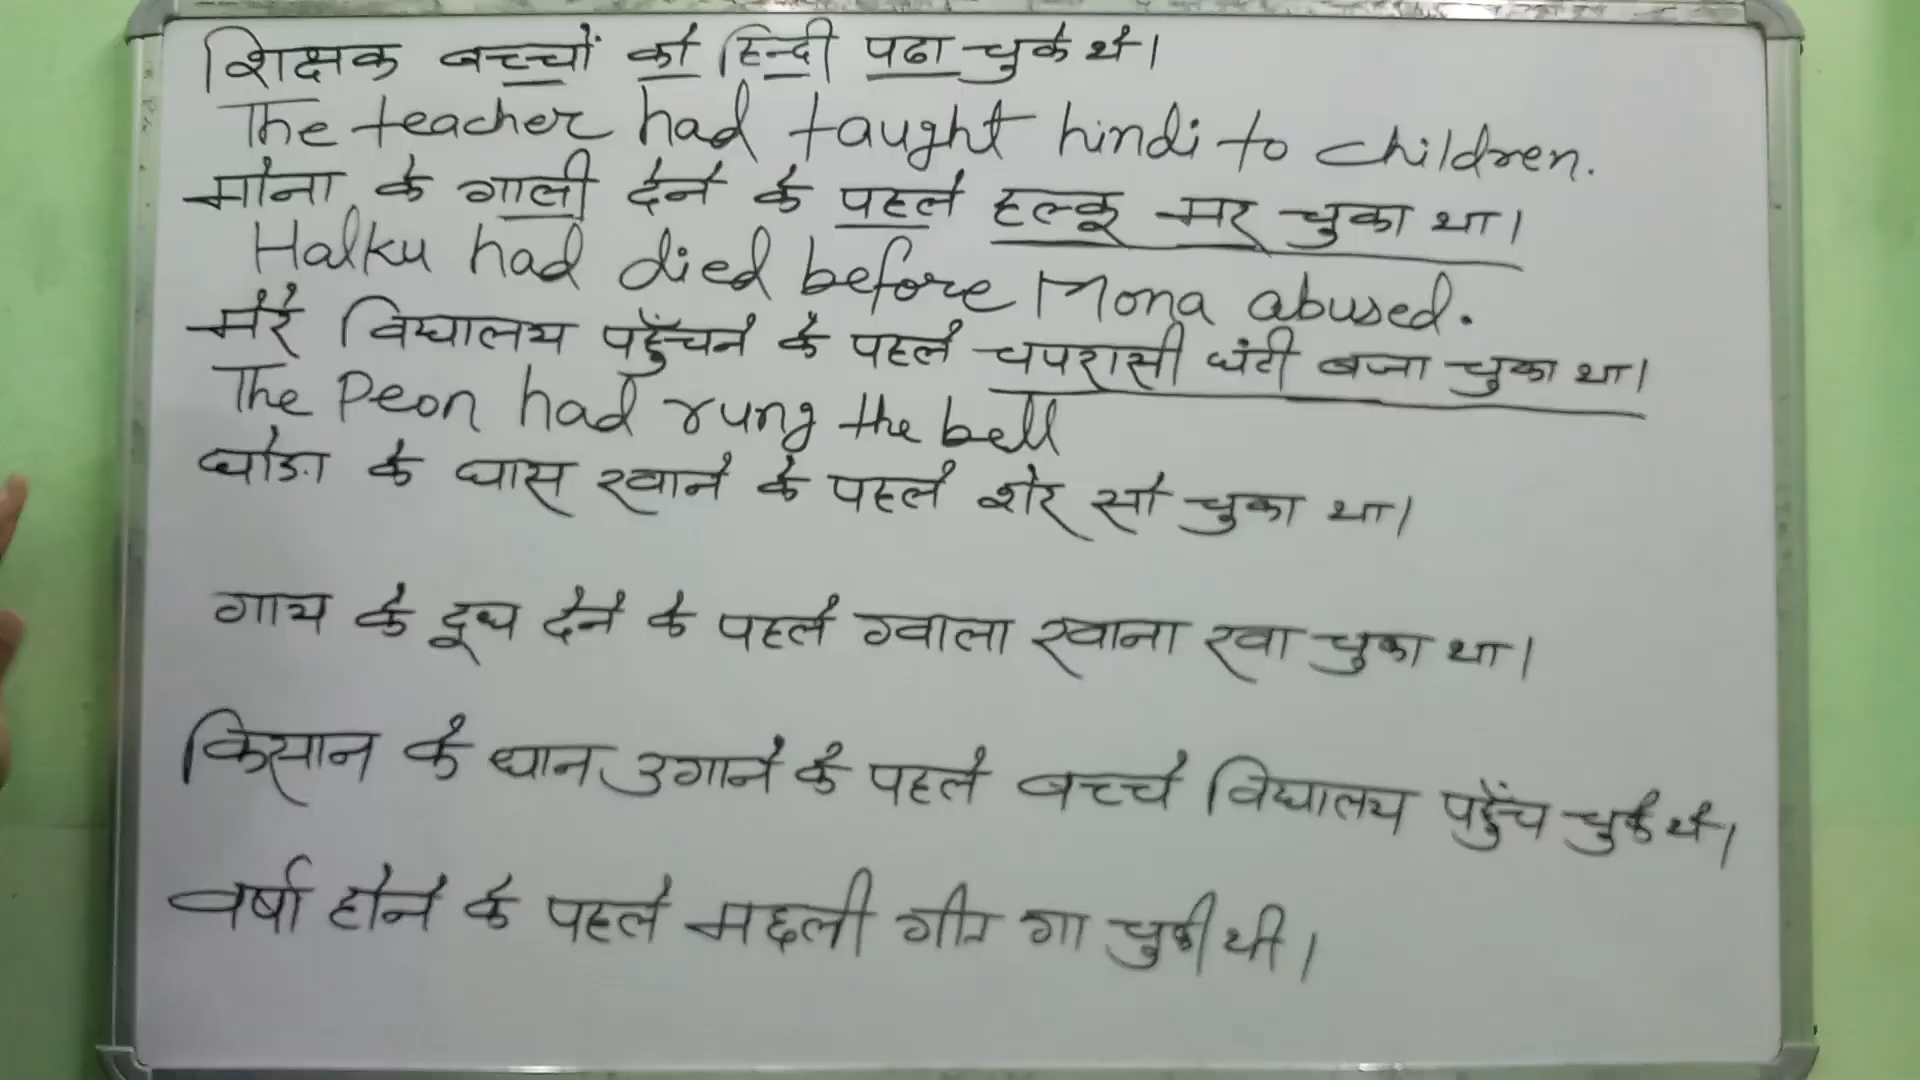 शिक्षक बच्चों को हिन्दी पढा चुके थे।
The teacher had taught hindi to children.
मोना के गाली देने के पहले हल्कू मर चुका था।
Halku had died before Mona abused.
मेरे विद्यालय पहुँचने के पहले चपरासी घंटी बजा चुका था।
The Peon had rung the bell
घोङा के घास खाने के पहले शेर सो चुका था।
गाय के दूध देने के पहले ग्वाला खाना खा चुका था।
किसान के धान उगाने के पहले बच्चे विद्यालय पहुँच चुके थे।
वर्षा होने के पहले मछली गीत गा चुकी थी।